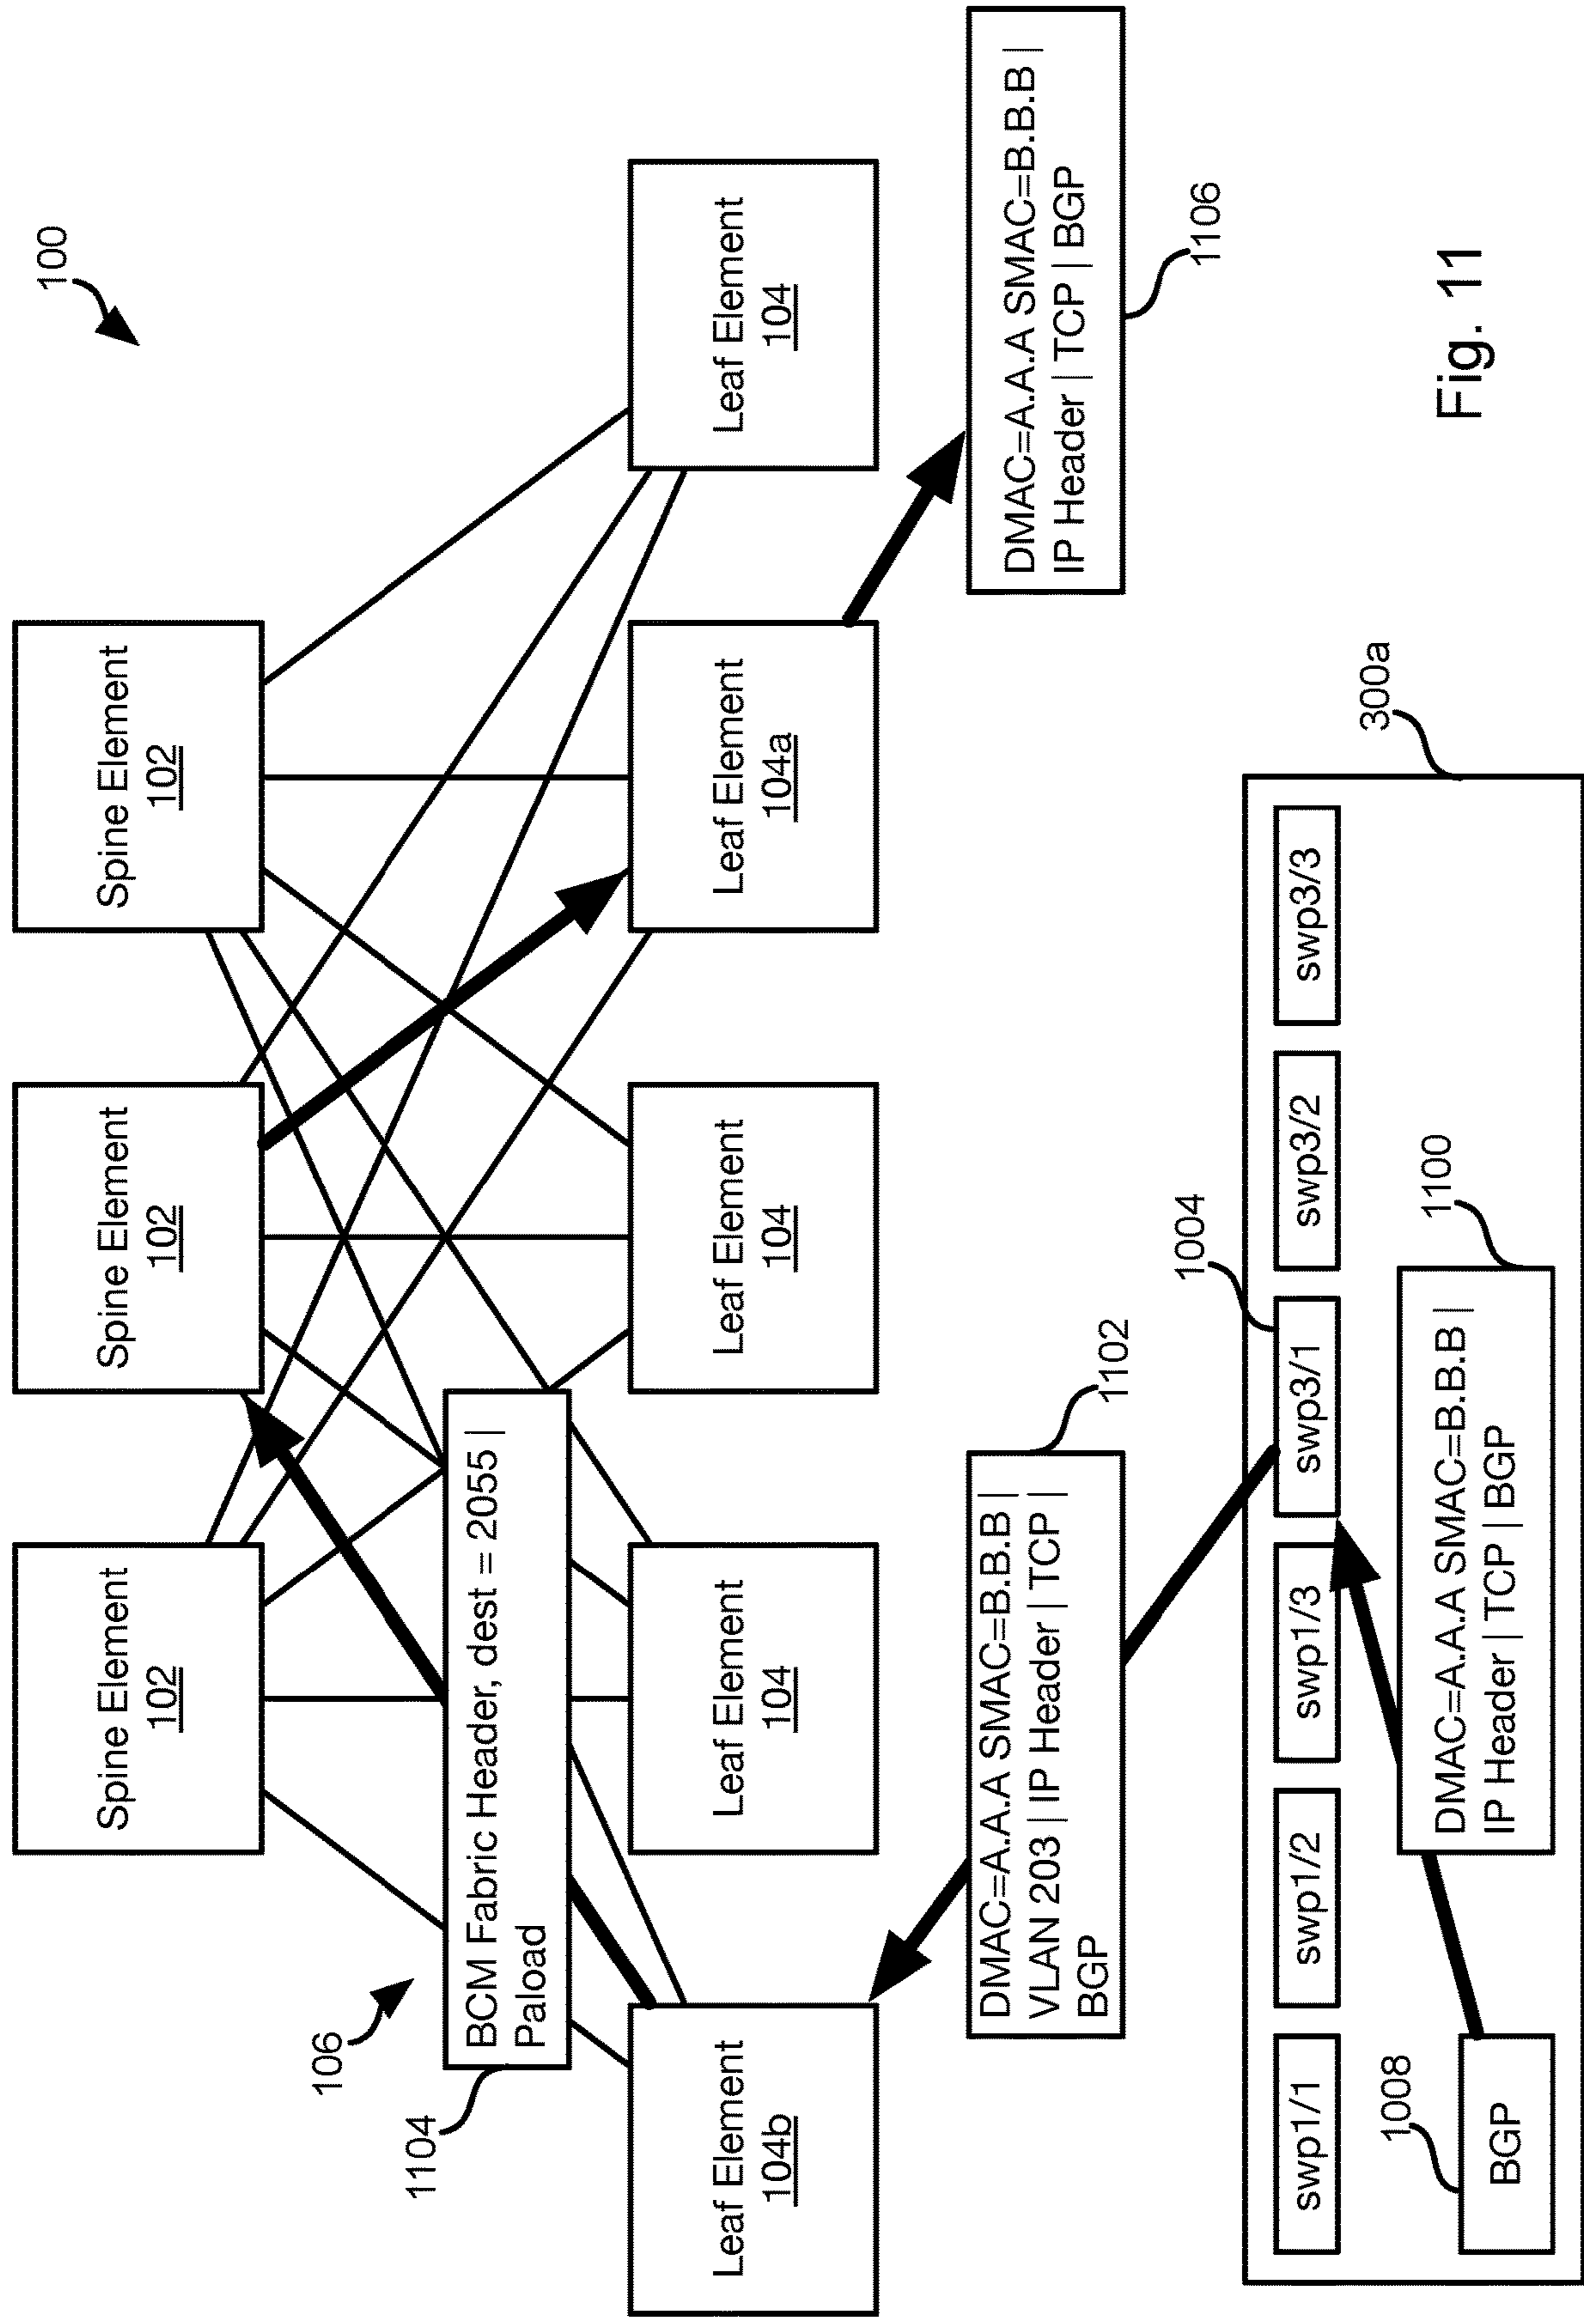 100
Spine Element
102
Spine Element
102
Spine Element
102
106
1104
BCM Fabric Header, dest = 2055 |
Paload
Leaf Element
104b
Leaf Element
104
Leaf Element
104
Leaf Element
104a
Leaf Element
104
DMAC=A.A.A SMAC=B.B.B |
VLAN 203 | IP Header | TCP |
BGP
1102
DMAC=A.A.A SMAC=B.B.B |
IP Header | TCP | BGP
1106
1004
300a
swp1/1
swp1/2
swp1/3
swp3/1
swp3/2
swp3/3
1008
BGP
DMAC=A.A.A SMAC=B.B.B |
IP Header | TCP | BGP
1100
Fig. 11